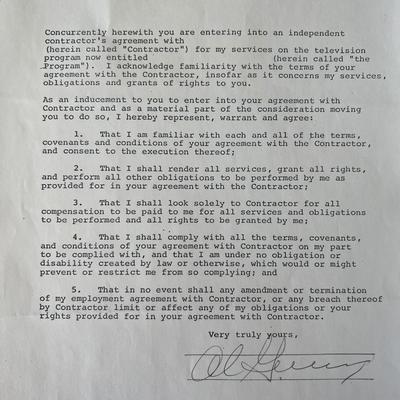 Concurrently herewith you are entering into an independent
contractor's agreement with
(herein called "Contractor") for my services on the television
program now entitled (herein called "the
Program"). I acknowledge familiarity with the terms of your
agreement with the Contractor, insofar as it concerns my services,
obligations and grants of rights to you.
As an inducement to you to enter into your agreement with
Contractor and as a material part of the consideration moving
you to do so, I hereby represent, warrant and agree:
1. That I am familiar with each and all of the terms,
covenants and conditions of your agreement with the Contractor,
and consent to the execution thereof;
2. That I shall render all services, grant all rights,
and perform all other obligations to be performed by me as
provided for in your agreement with the Contractor;
3. That I shall look solely to Contractor for all
compensation to be paid to me for all services and obligations
to be performed and all rights to be granted by me;
4. That I shall comply with all the terms, covenants,
and conditions of your agreement with Contractor on my part
to be complied with, and that I am under no obligation or
disability created by law or otherwise, which would or might
prevent or restrict me from so complying; and
5. That in no event shall any amendment or termination
of my employment agreement with Contractor, or any breach thereof
by Contractor limit or affect any of my obligations or your
rights provided for in your agreement with Contractor.
Very truly yours,